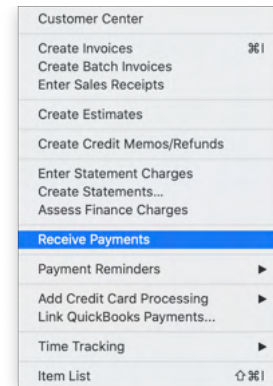 Customer Center
Create Invoices ⌘I
Create Batch Invoices
Enter Sales Receipts
Create Estimates
Create Credit Memos/Refunds
Enter Statement Charges
Create Statements...
Assess Finance Charges
Receive Payments
Payment Reminders ▶
Add Credit Card Processing ▶
Link QuickBooks Payments...
Time Tracking ▶
Item List ⇧⌘I